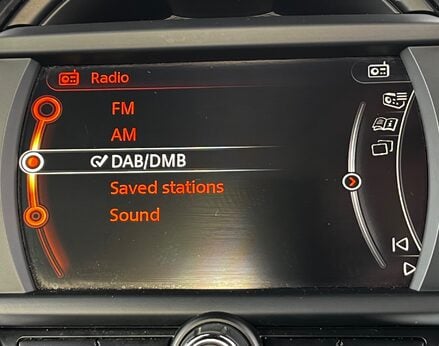 Radio
FM
AM
DAB/DMB
Saved stations
Sound